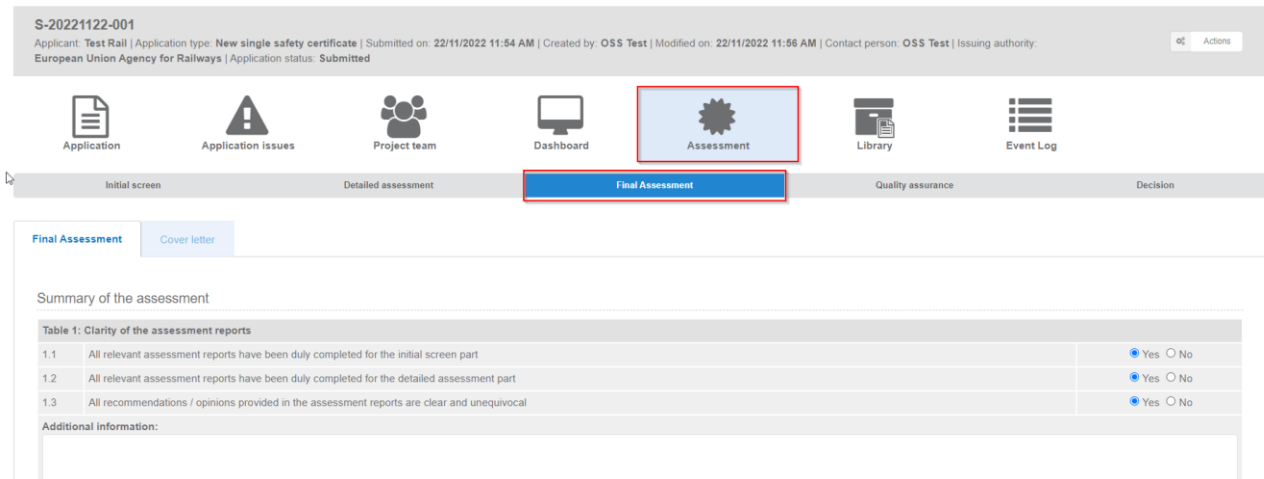 S-20221122-001
Applicant: Test Rail | Application type: New single safety certificate | Submitted on: 22/11/2022 11:54 AM | Created by: OSS Test | Modified on: 22/11/2022 11:56 AM | Contact person: OSS Test | Issuing authority:
European Union Agency for Railways | Application status: Submitted
Actions
Application
Application issues
Project team
Dashboard
Assessment
Library
Event Log
Initial screen
Detailed assessment
Final Assessment
Quality assurance
Decision
Final Assessment
Cover letter
Summary of the assessment
Table 1: Clarity of the assessment reports
1.1 All relevant assessment reports have been duly completed for the initial screen part Yes No
1.2 All relevant assessment reports have been duly completed for the detailed assessment part Yes No
1.3 All recommendations / opinions provided in the assessment reports are clear and unequivocal Yes No
Additional information: